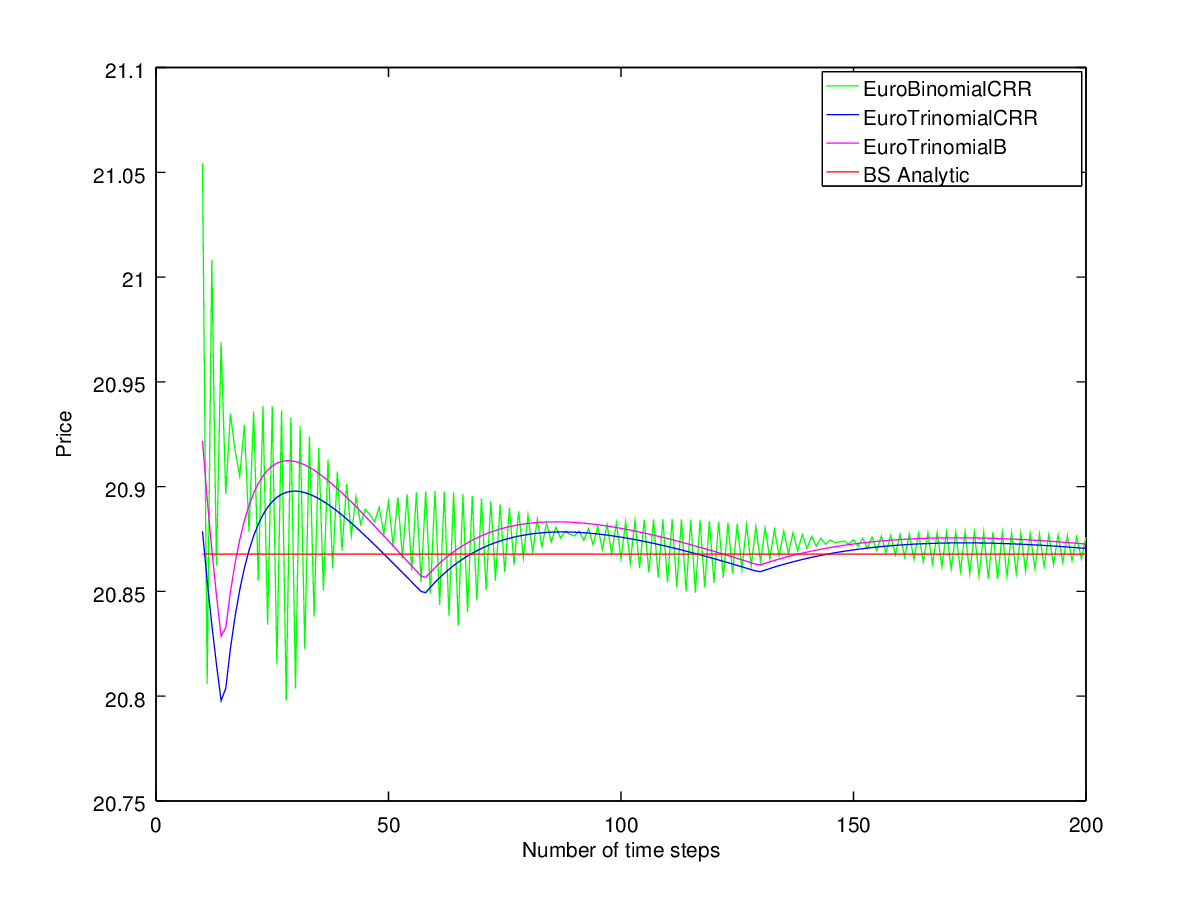 21.1
21.05
21
20.95
20.9
20.85
20.8
20.75
Price
0
50
100
150
200
Number of time steps
EuroBinomialCRR
EuroTrinomialCRR
EuroTrinomialB
BS Analytic